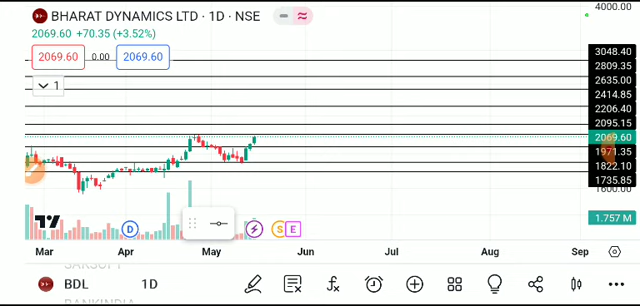 BHARAT DYNAMICS LTD · 1D · NSE
2069.60 +70.35 (+3.52%)
2069.60 0.00 2069.60
1
4000.00
3048.40
2809.35
2635.00
2414.85
2206.40
2095.15
2069.60
1971.35
1822.10
1735.85
1600.00
1.757 M
D S E
Mar Apr May Jun Jul Aug Sep
BDL 1D